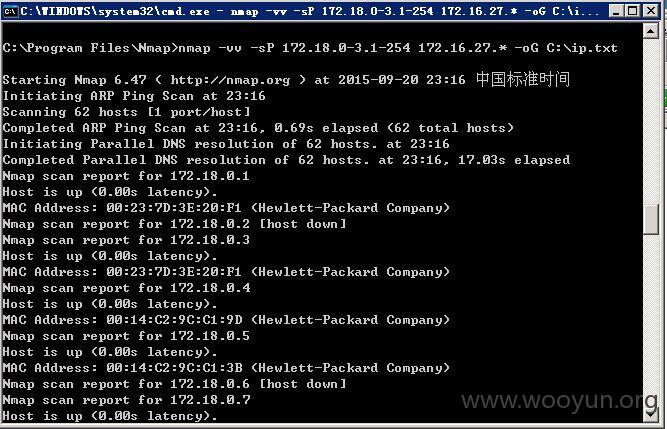 C:\WINDOWS\system32\cmd.exe - nmap -vv -sP 172.18.0-3.1-254 172.16.27.* -oG C:\i...
C:\Program Files\Nmap>nmap -vv -sP 172.18.0-3.1-254 172.16.27.* -oG C:\ip.txt
Starting Nmap 6.47 ( http://nmap.org ) at 2015-09-20 23:16 中国标准时间
Initiating ARP Ping Scan at 23:16
Scanning 62 hosts [1 port/host]
Completed ARP Ping Scan at 23:16, 0.69s elapsed (62 total hosts)
Initiating Parallel DNS resolution of 62 hosts. at 23:16
Completed Parallel DNS resolution of 62 hosts. at 23:16, 17.03s elapsed
Nmap scan report for 172.18.0.1
Host is up (0.00s latency).
MAC Address: 00:23:7D:3E:20:F1 (Hewlett-Packard Company)
Nmap scan report for 172.18.0.2 [host down]
Nmap scan report for 172.18.0.3
Host is up (0.00s latency).
MAC Address: 00:23:7D:3E:20:F1 (Hewlett-Packard Company)
Nmap scan report for 172.18.0.4
Host is up (0.00s latency).
MAC Address: 00:14:C2:9C:C1:9D (Hewlett-Packard Company)
Nmap scan report for 172.18.0.5
Host is up (0.00s latency).
MAC Address: 00:14:C2:9C:C1:3B (Hewlett-Packard Company)
Nmap scan report for 172.18.0.6 [host down]
Nmap scan report for 172.18.0.7
Host is up (0.00s latency).
www.wooyun.org